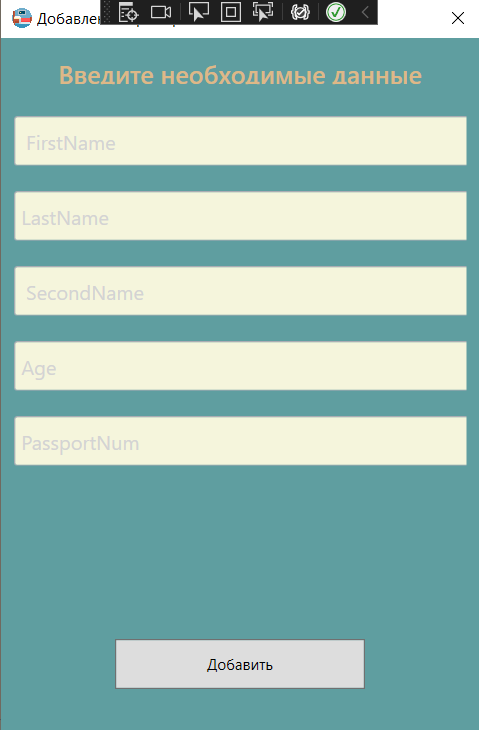 Введите необходимые данные
FirstName
LastName
SecondName
Age
PassportNum
Добавить